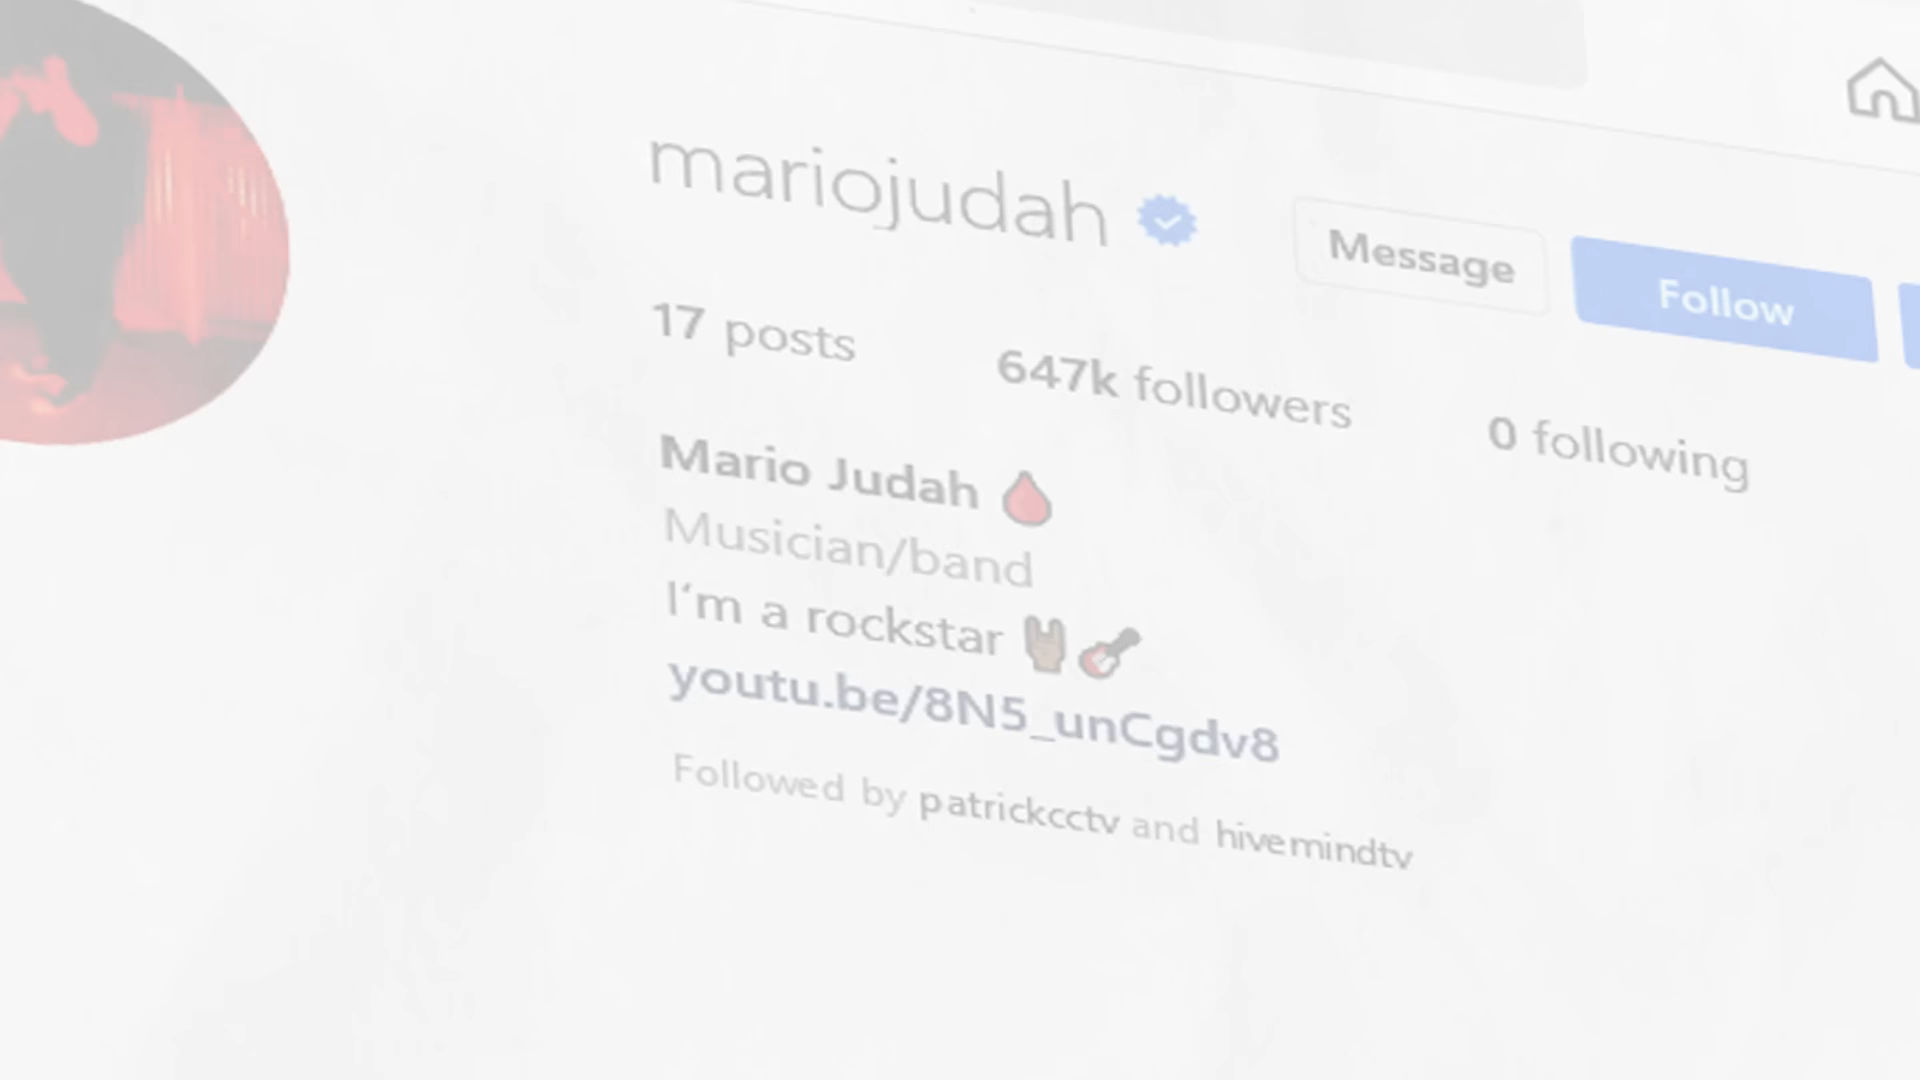 mariojudah
Message
Follow
17 posts
647k followers
0 following
Mario Judah 🩸
Musician/band
I'm a rockstar 🤘🏾🎸
youtu.be/8N5_unCgdv8
Followed by patrickcctv and hivemindtv